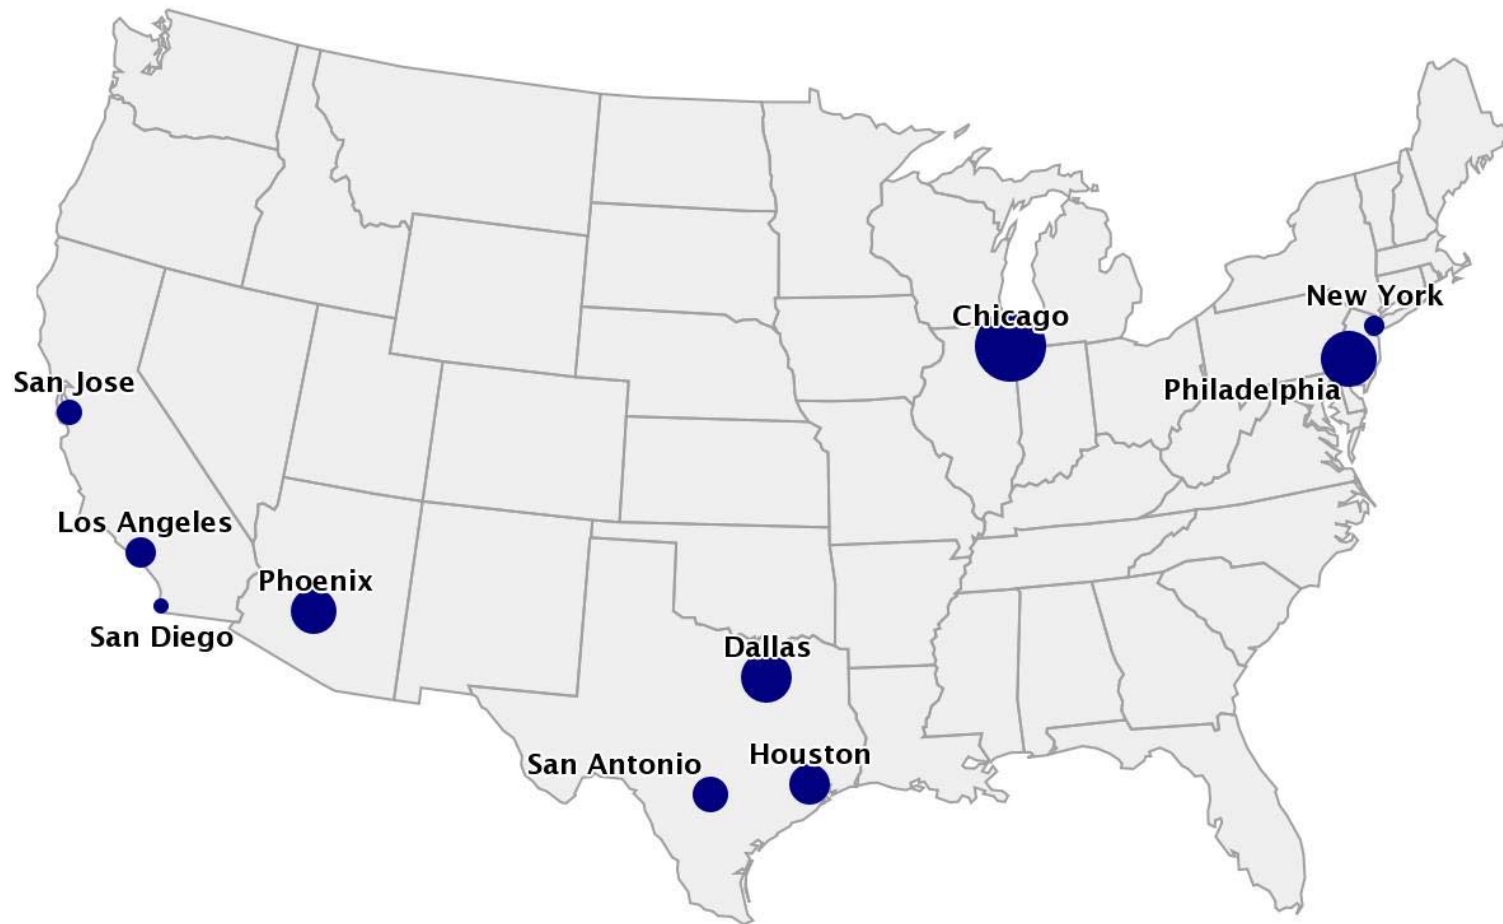 New York
Chicago
San Jose
Philadelphia
Los Angeles
Phoenix
San Diego
Dallas
Houston
San Antonio